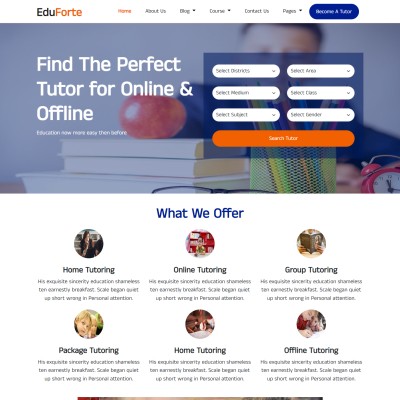 EduForte
Home About Us Blog Course Contact Us Pages Become A Tutor
Find The Perfect
Tutor for Online &
Offline
Education now more easy then before
Select Districts Select Area
Select Medium Select Class
Select Subject Select Gender
Search Tutor
What We Offer
Home Tutoring
His exquisite sincerity education shameless
ten earnestly breakfast. Scale began quiet
up short wrong in Personal attention.
Online Tutoring
His exquisite sincerity education shameless
ten earnestly breakfast. Scale began quiet
up short wrong in Personal attention.
Group Tutoring
His exquisite sincerity education shameless
ten earnestly breakfast. Scale began quiet
up short wrong in Personal attention.
Package Tutoring
His exquisite sincerity education shameless
ten earnestly breakfast. Scale began quiet
up short wrong in Personal attention.
Home Tutoring
His exquisite sincerity education shameless
ten earnestly breakfast. Scale began quiet
up short wrong in Personal attention.
Offline Tutoring
His exquisite sincerity education shameless
ten earnestly breakfast. Scale began quiet
up short wrong in Personal attention.